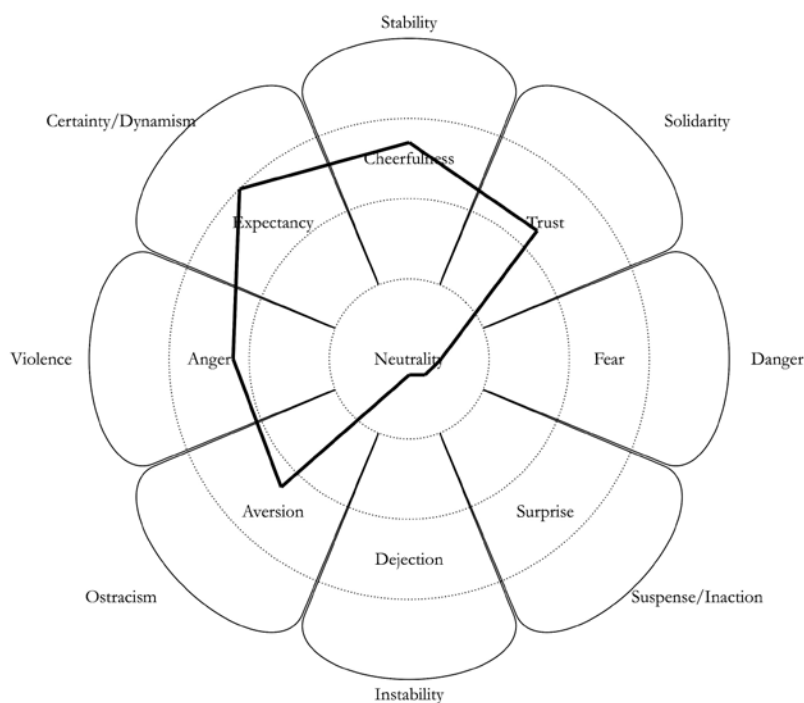 Stability
Certainty/Dynamism
Solidarity
Cheerfulness
Expectancy
Trust
Violence
Anger
Neutrality
Fear
Danger
Aversion
Surprise
Dejection
Ostracism
Suspense/Inaction
Instability